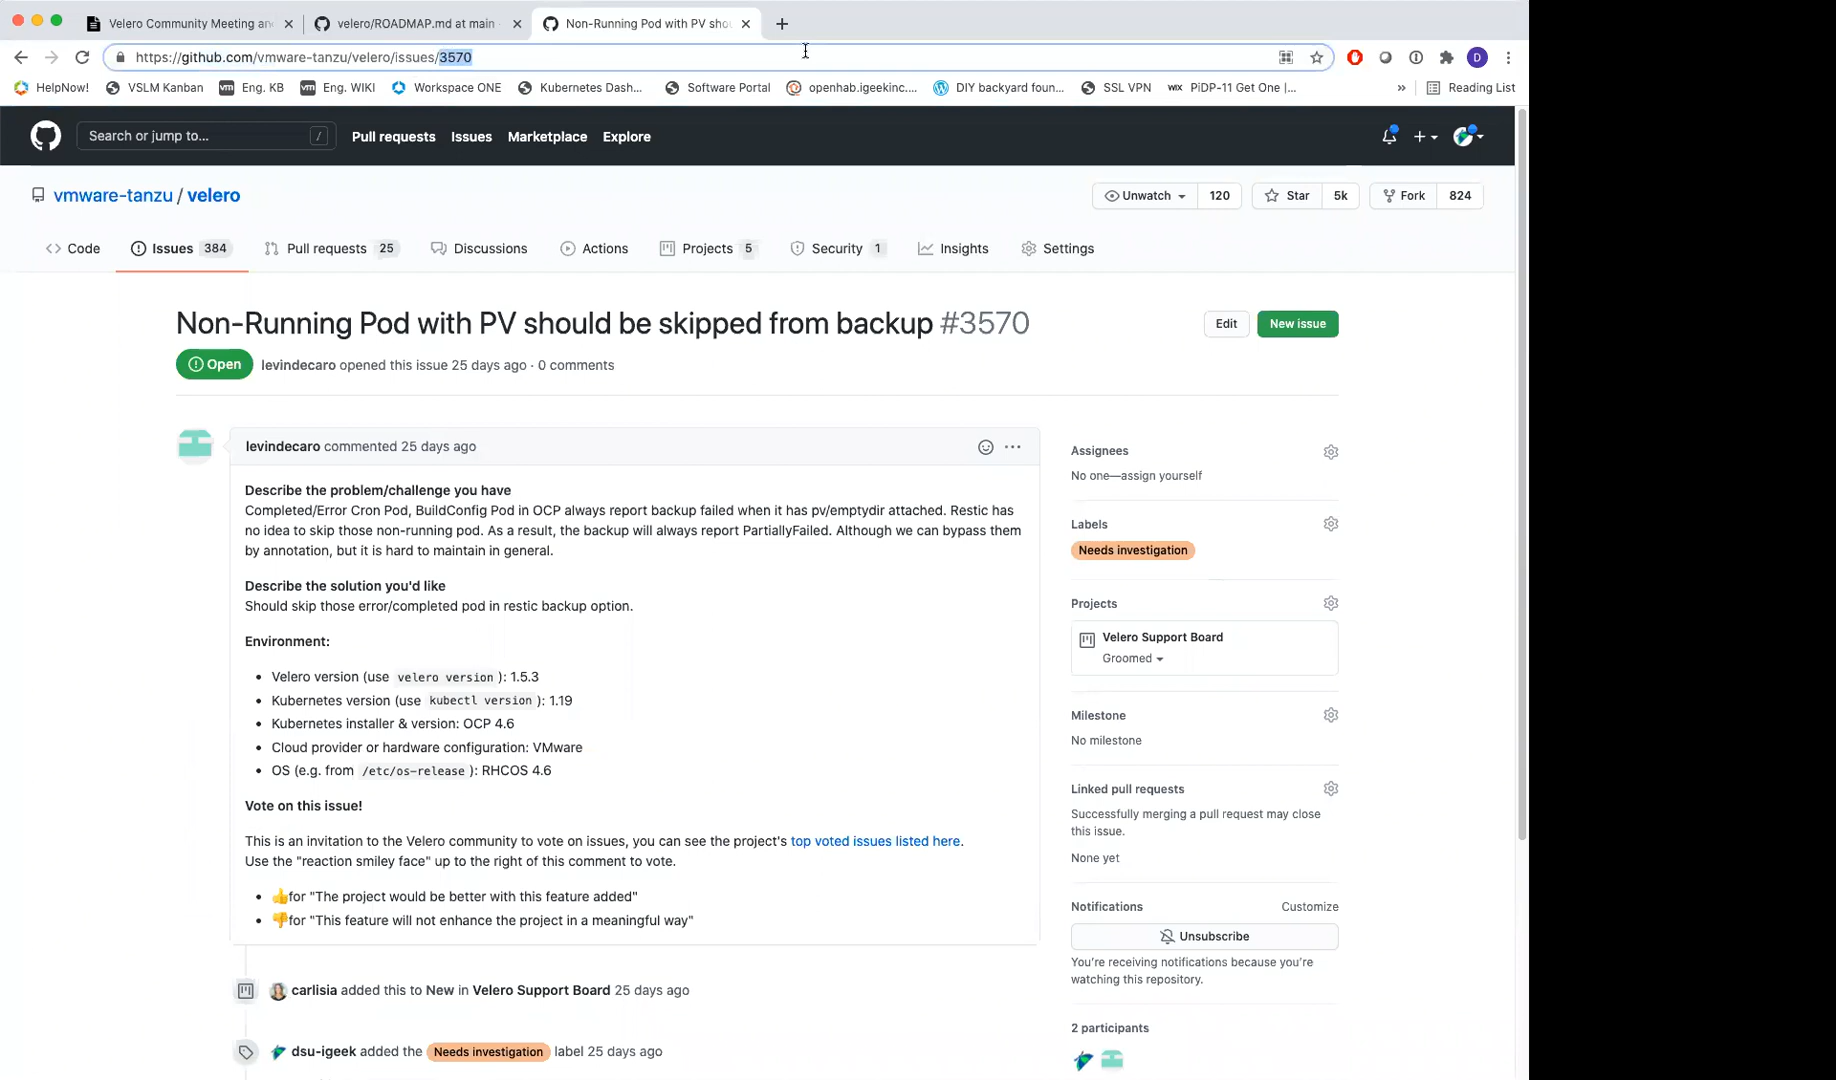 Velero Community Meeting an
velero/ROADMAP.md at main ·
Non-Running Pod with PV shou
https://github.com/vmware-tanzu/velero/issues/3570
D
HelpNow!
VSLM Kanban
vm Eng. KB
vm Eng. WIKI
Workspace ONE
Kubernetes Dash...
Software Portal
openhab.igeekinc....
DIY backyard foun...
SSL VPN
WIX PiDP-11 Get One |...
»
Reading List
Search or jump to... /
Pull requests
Issues
Marketplace
Explore
vmware-tanzu / velero
Unwatch 120
Star 5k
Fork 824
<> Code
Issues 384
Pull requests 25
Discussions
Actions
Projects 5
Security 1
Insights
Settings
Non-Running Pod with PV should be skipped from backup #3570
Edit
New issue
Open
levindecaro opened this issue 25 days ago · 0 comments
levindecaro commented 25 days ago
Describe the problem/challenge you have
Completed/Error Cron Pod, BuildConfig Pod in OCP always report backup failed when it has pv/emptydir attached. Restic has
no idea to skip those non-running pod. As a result, the backup will always report PartiallyFailed. Although we can bypass them
by annotation, but it is hard to maintain in general.
Describe the solution you'd like
Should skip those error/completed pod in restic backup option.
Environment:
• Velero version (use velero version ): 1.5.3
• Kubernetes version (use kubectl version ): 1.19
• Kubernetes installer & version: OCP 4.6
• Cloud provider or hardware configuration: VMware
• OS (e.g. from /etc/os-release ): RHCOS 4.6
Vote on this issue!
This is an invitation to the Velero community to vote on issues, you can see the project's top voted issues listed here.
Use the "reaction smiley face" up to the right of this comment to vote.
• 👍for "The project would be better with this feature added"
• 👎for "This feature will not enhance the project in a meaningful way"
carlisia added this to New in Velero Support Board 25 days ago
dsu-igeek added the Needs investigation label 25 days ago
Assignees
No one—assign yourself
Labels
Needs investigation
Projects
Velero Support Board
Groomed
Milestone
No milestone
Linked pull requests
Successfully merging a pull request may close
this issue.
None yet
Notifications
Customize
Unsubscribe
You're receiving notifications because you're
watching this repository.
2 participants